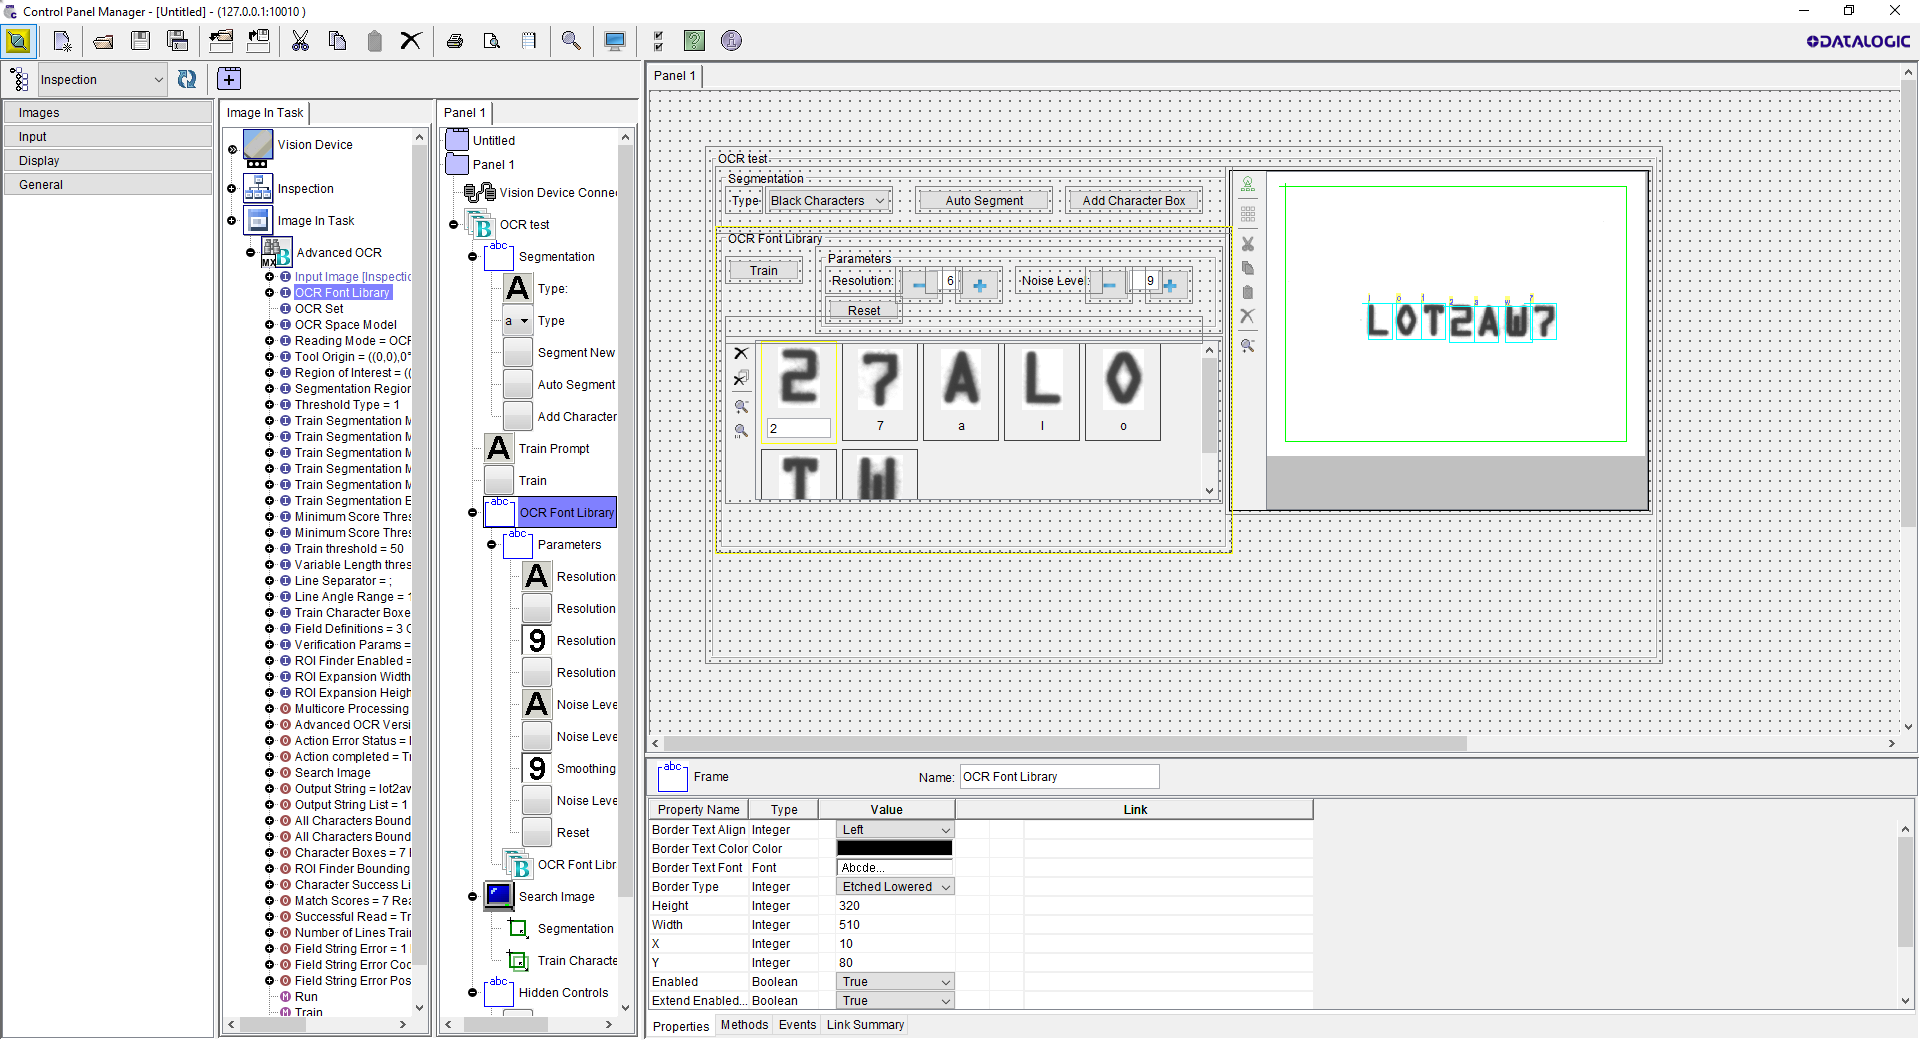 Control Panel Manager - [Untitled] - (127.0.0.1:10010 )
DATALOGIC
Inspection
Images
Input
Display
General
Image In Task
Vision Device
Inspection
Image In Task
Advanced OCR
MX B
Input Image [Inspectic
OCR Font Library
OCR Set
OCR Space Model
Reading Mode = OCF
Tool Origin = ((0,0),0°
Region of Interest = ((
Segmentation Region
Threshold Type = 1
Train Segmentation M
Train Segmentation M
Train Segmentation M
Train Segmentation M
Train Segmentation M
Train Segmentation E
Minimum Score Thres
Minimum Score Thres
Train threshold = 50
Variable Length thres
Line Separator = ;
Line Angle Range = 1
Train Character Boxe
Field Definitions = 3 C
Verification Params =
ROI Finder Enabled =
ROI Expansion Width
ROI Expansion Heigh
Multicore Processing
Advanced OCR Versi
Action Error Status = I
Action completed = Tr
Search Image
Output String = lot2aw
Output String List = 1
All Characters Bound
All Characters Bound
Character Boxes = 7 I
ROI Finder Bounding
Character Success Li
Match Scores = 7 Rea
Successful Read = Tr
Number of Lines Trai
Field String Error = 1
Field String Error Coc
Field String Error Pos
Run
Train
Panel 1
Untitled
Panel 1
Vision Device Conne
OCR test
Segmentation
Type:
Type
Segment New
Auto Segment
Add Character
Train Prompt
Train
OCR Font Library
Parameters
Resolution
Resolution
Resolution
Resolution
Noise Leve
Noise Leve
Smoothing
Noise Leve
Reset
OCR Font Libr
Search Image
Segmentation
Train Characte
Hidden Controls
Panel 1
OCR test
Segmentation
Type: Black Characters Auto Segment Add Character Box
OCR Font Library
Train
Parameters
Resolution: 6 Noise Level: 9
Reset
2 7 A L O
2 7 a l o
T W
LOT2AW7
Frame Name: OCR Font Library
Property Name Type Value Link
Border Text Align Integer Left
Border Text Color Color
Border Text Font Font Abcde...
Border Type Integer Etched Lowered
Height Integer 320
Width Integer 510
X Integer 10
Y Integer 80
Enabled Boolean True
Extend Enabled... Boolean True
Properties Methods Events Link Summary